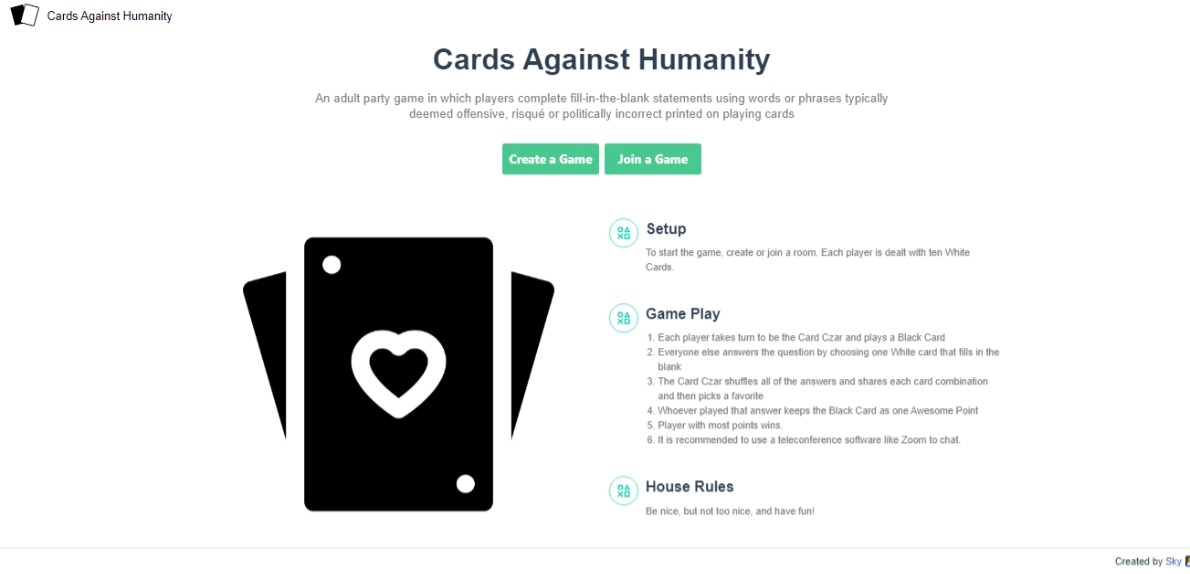 Cards Against Humanity
Cards Against Humanity
An adult party game in which players complete fill-in-the-blank statements using words or phrases typically
deemed offensive, risqué or politically incorrect printed on playing cards
Create a Game
Join a Game
Setup
To start the game, create or join a room. Each player is dealt with ten White
Cards.
Game Play
1. Each player takes turn to be the Card Czar and plays a Black Card
2. Everyone else answers the question by choosing one White card that fills in the
blank
3. The Card Czar shuffles all of the answers and shares each card combination
and then picks a favorite
4. Whoever played that answer keeps the Black Card as one Awesome Point
5. Player with most points wins.
6. It is recommended to use a teleconference software like Zoom to chat.
House Rules
Be nice, but not too nice, and have fun!
Created by Sky